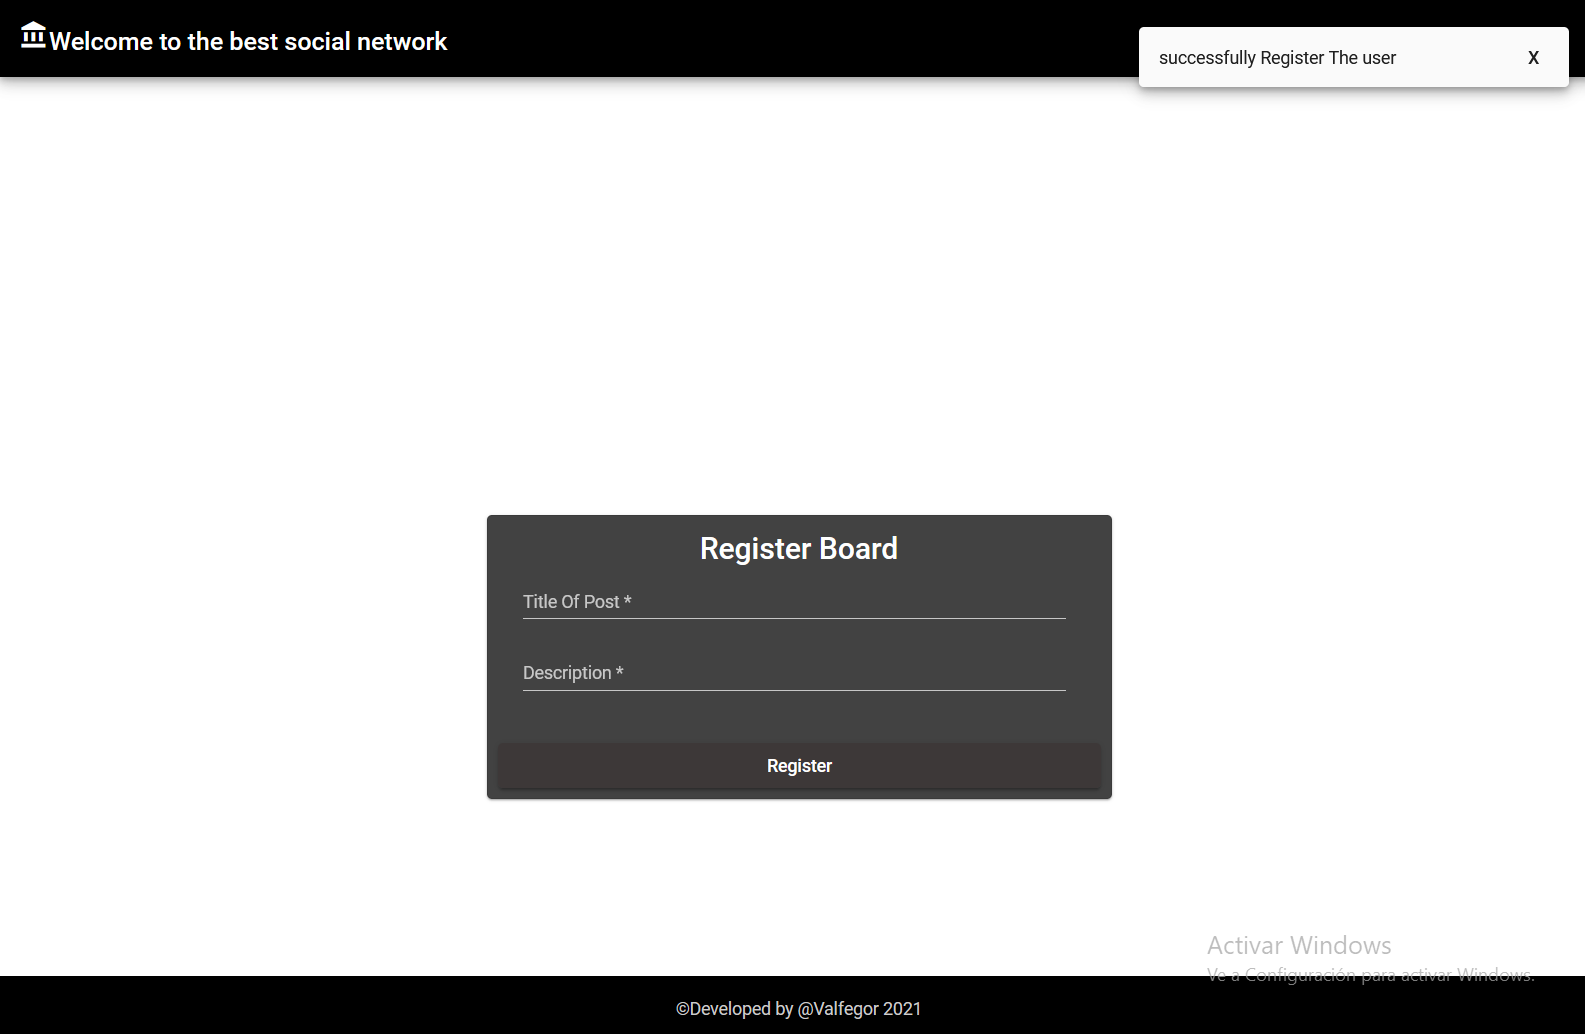 Welcome to the best social network
successfully Register The user X
Register Board
Title Of Post *
Description *
Register
Activar Windows
Ve a Configuración para activar Windows.
©Developed by @Valfegor 2021